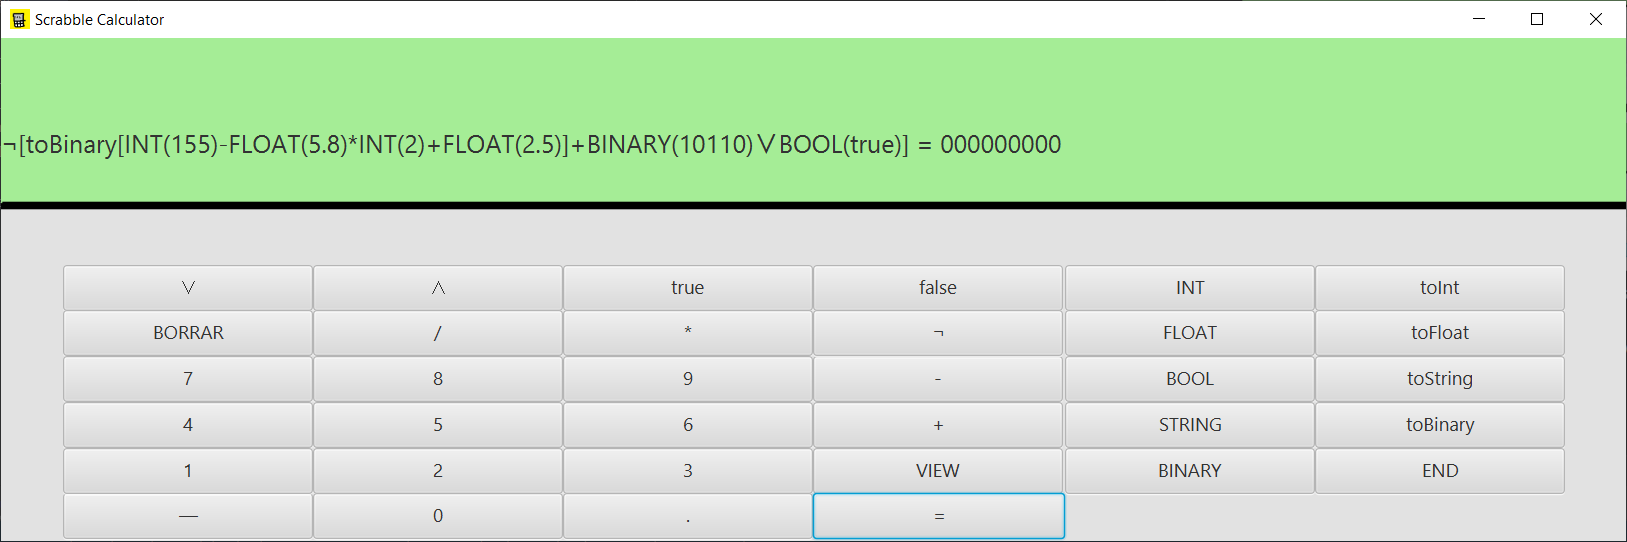 Scrabble Calculator
¬[toBinary[INT(155)-FLOAT(5.8)*INT(2)+FLOAT(2.5)]+BINARY(10110)∨BOOL(true)] = 000000000
∨ ∧ true false INT toInt
BORRAR / * ¬ FLOAT toFloat
7 8 9 - BOOL toString
4 5 6 + STRING toBinary
1 2 3 VIEW BINARY END
— 0 . =